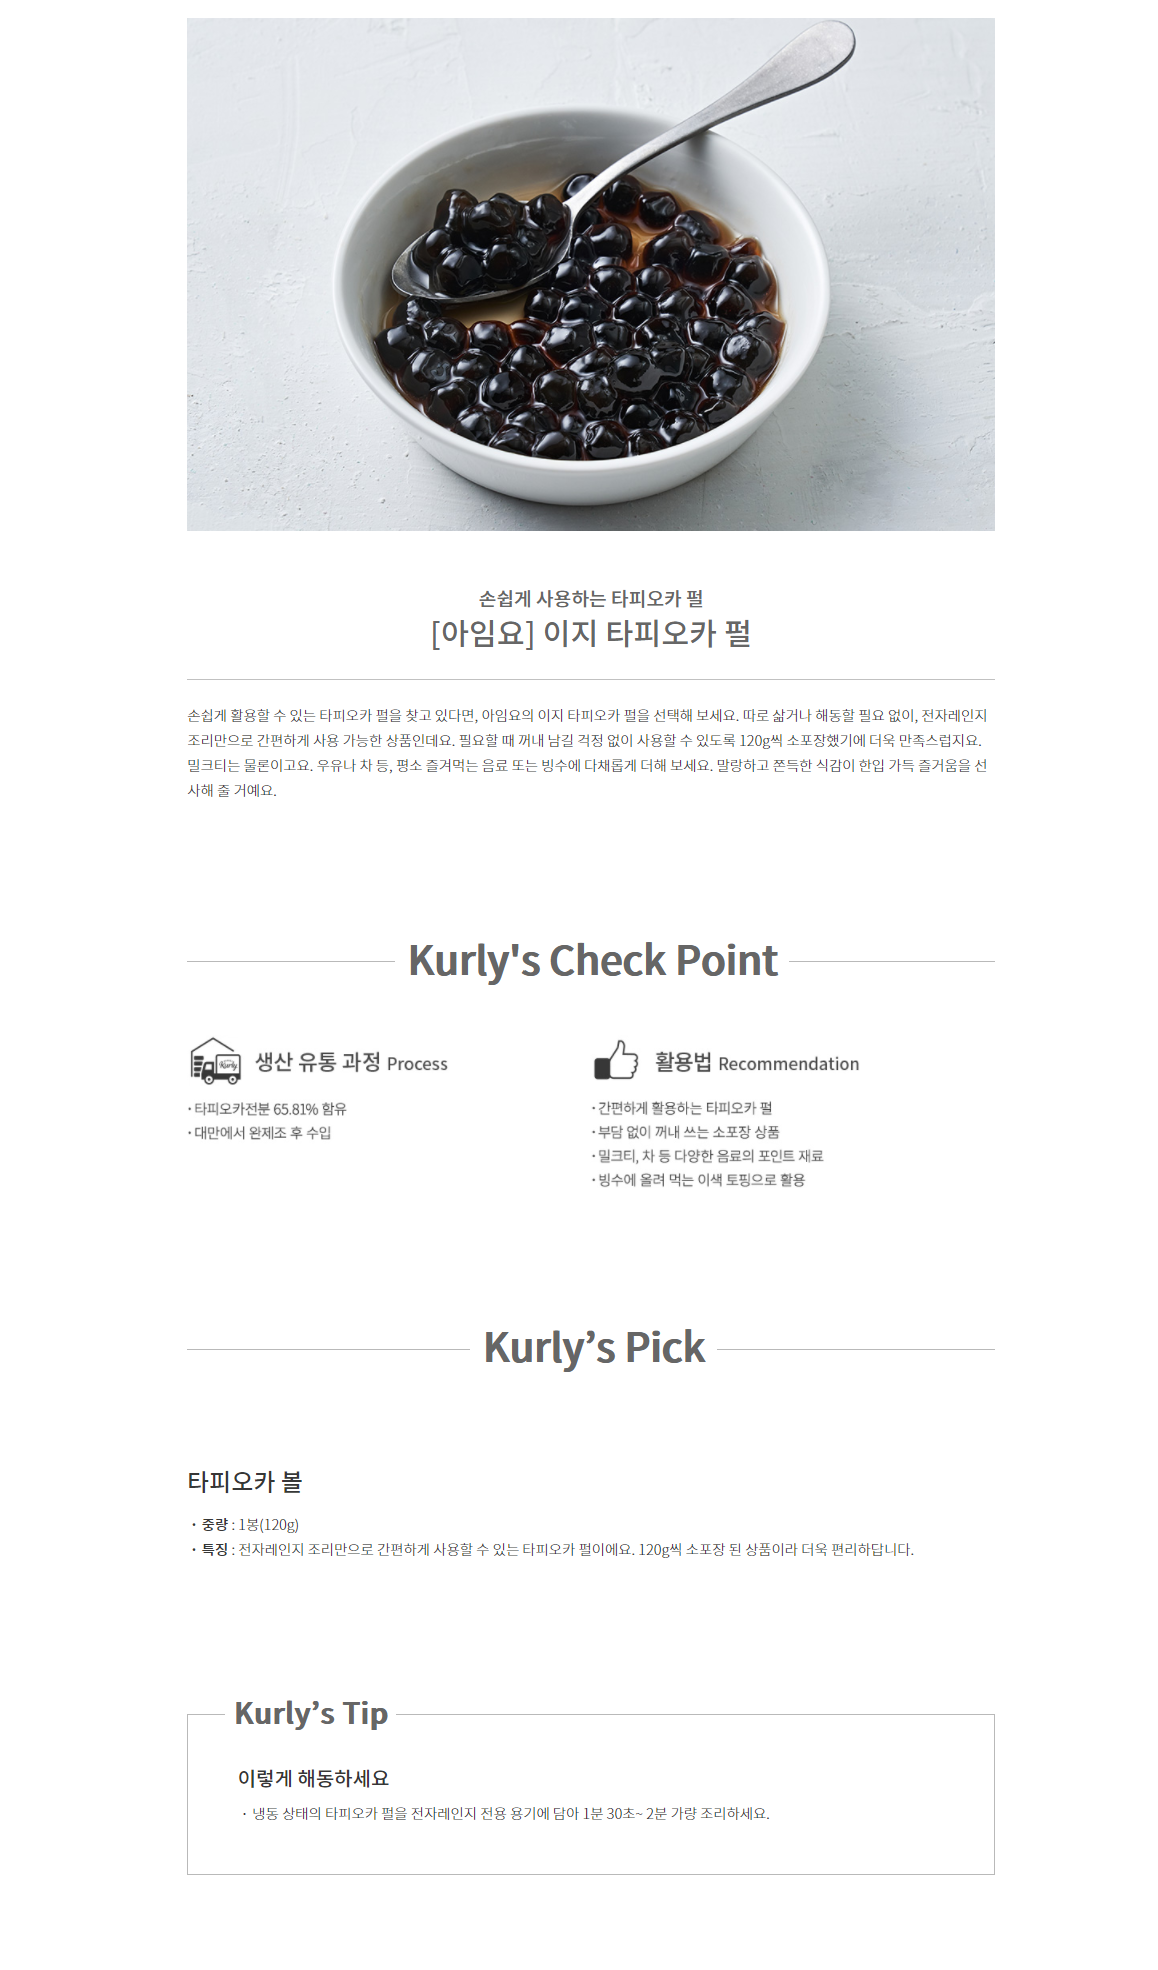 손쉽게 사용하는 타피오카 펄
[아임요] 이지 타피오카 펄
손쉽게 활용할 수 있는 타피오카 펄을 찾고 있다면, 아임요의 이지 타피오카 펄을 선택해 보세요. 따로 삶거나 해동할 필요 없이, 전자레인지
조리만으로 간편하게 사용 가능한 상품인데요. 필요할 때 꺼내 남길 걱정 없이 사용할 수 있도록 120g씩 소포장했기에 더욱 만족스럽지요.
밀크티는 물론이고요. 우유나 차 등, 평소 즐겨먹는 음료 또는 빙수에 다채롭게 더해 보세요. 말랑하고 쫀득한 식감이 한입 가득 즐거움을 선
사해 줄 거예요.
Kurly's Check Point
Kurly
생산 유통 과정 Process
· 타피오카전분 65.81% 함유
· 대만에서 완제조 후 수입
활용법 Recommendation
· 간편하게 활용하는 타피오카 펄
· 부담 없이 꺼내 쓰는 소포장 상품
· 밀크티, 차 등 다양한 음료의 포인트 재료
· 빙수에 올려 먹는 이색 토핑으로 활용
Kurly’s Pick
타피오카 볼
· 중량 : 1봉(120g)
· 특징 : 전자레인지 조리만으로 간편하게 사용할 수 있는 타피오카 펄이에요. 120g씩 소포장 된 상품이라 더욱 편리하답니다.
Kurly’s Tip
이렇게 해동하세요
· 냉동 상태의 타피오카 펄을 전자레인지 전용 용기에 담아 1분 30초~ 2분 가량 조리하세요.